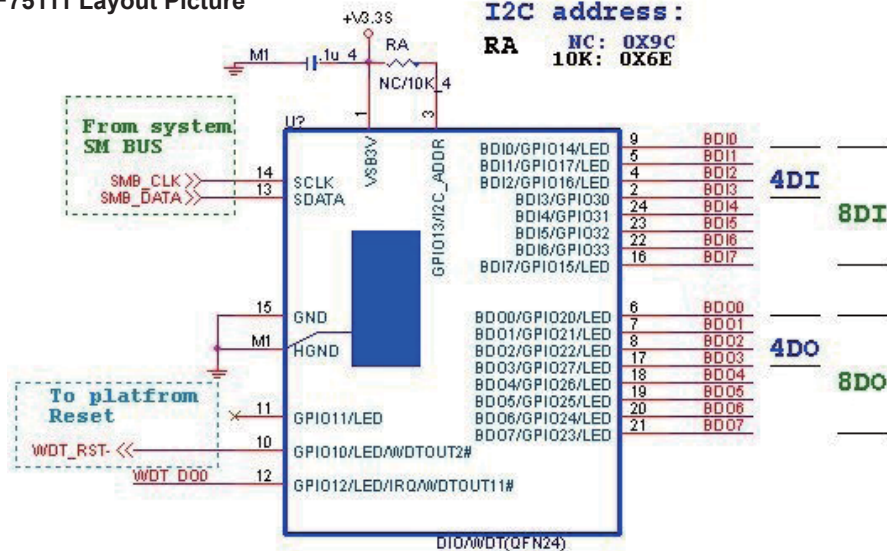 F75111 Layout Picture
+V3.3S
I2C address:
RA NC: 0X9C
10K: 0X6E
M1 .1u_4 RA
NC/10K_4
U?
1 3
From system
SM BUS
SMB_CLK 14 SCLK
SMB_DATA 13 SDATA
VSB3V
GPIO13/I2C_ADDR
BDI0/GPIO14/LED 9 BDI0
BDI1/GPIO17/LED 5 BDI1
BDI2/GPIO16/LED 4 BDI2
BDI3/GPIO30 2 BDI3
BDI4/GPIO31 24 BDI4
BDI5/GPIO32 23 BDI5
BDI6/GPIO33 22 BDI6
BDI7/GPIO15/LED 16 BDI7
4DI
8DI
15 GND
M1 HGND
BDO0/GPIO20/LED 6 BDO0
BDO1/GPIO21/LED 7 BDO1
BDO2/GPIO22/LED 8 BDO2
BDO3/GPIO27/LED 17 BDO3
BDO4/GPIO26/LED 18 BDO4
BDO5/GPIO25/LED 19 BDO5
BDO6/GPIO24/LED 20 BDO6
BDO7/GPIO23/LED 21 BDO7
4DO
8DO
To platfrom
Reset
11 GPIO11/LED
WDT_RST- << 10 GPIO10/LED/WDTOUT2#
WDT DO0 12 GPIO12/LED/IRQ/WDTOUT11#
DIO/WDT(QFN24)